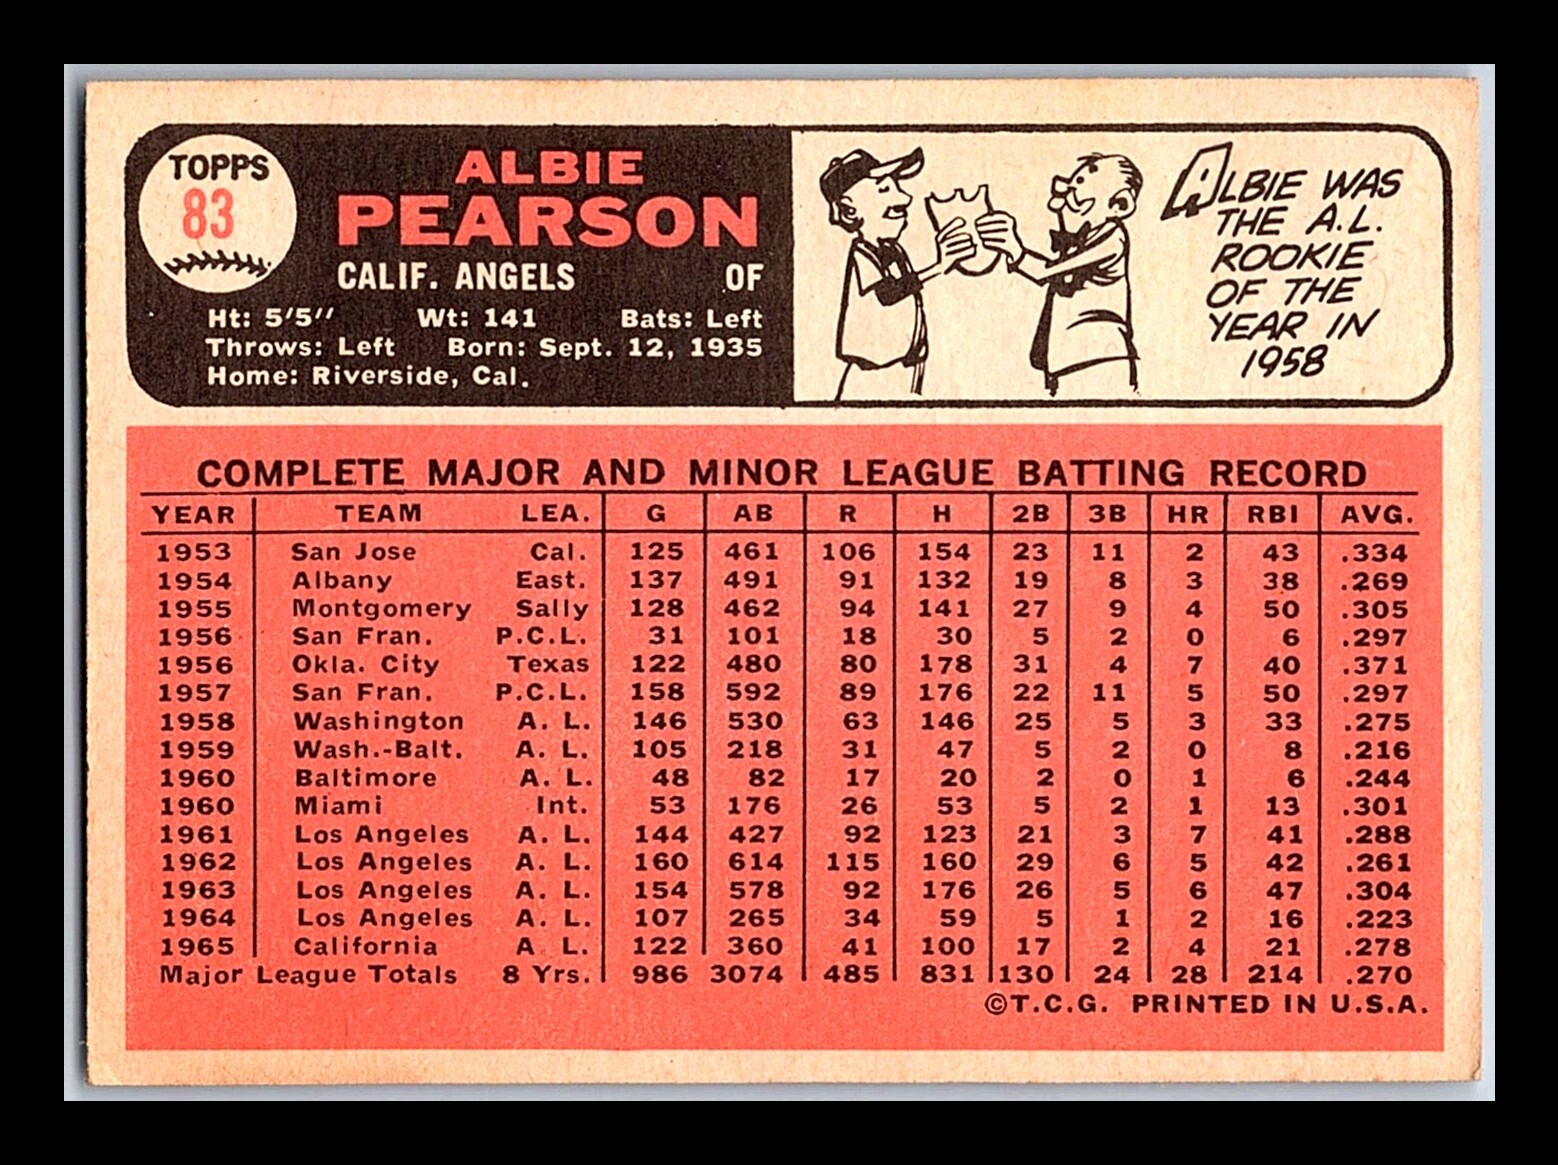 TOPPS
83
ALBIE
PEARSON
CALIF. ANGELS OF
Ht: 5'5" Wt: 141 Bats: Left
Throws: Left Born: Sept. 12, 1935
Home: Riverside, Cal.
ALBIE WAS
THE A.L.
ROOKIE
OF THE
YEAR IN
1958
COMPLETE MAJOR AND MINOR LEAGUE BATTING RECORD
YEAR TEAM LEA. G AB R H 2B 3B HR RBI AVG.
1953 San Jose Cal. 125 461 106 154 23 11 2 43 .334
1954 Albany East. 137 491 91 132 19 8 3 38 .269
1955 Montgomery Sally 128 462 94 141 27 9 4 50 .305
1956 San Fran. P.C.L. 31 101 18 30 5 2 0 6 .297
1956 Okla. City Texas 122 480 80 178 31 4 7 40 .371
1957 San Fran. P.C.L. 158 592 89 176 22 11 5 50 .297
1958 Washington A. L. 146 530 63 146 25 5 3 33 .275
1959 Wash.-Balt. A. L. 105 218 31 47 5 2 0 8 .216
1960 Baltimore A. L. 48 82 17 20 2 0 1 6 .244
1960 Miami Int. 53 176 26 53 5 2 1 13 .301
1961 Los Angeles A. L. 144 427 92 123 21 3 7 41 .288
1962 Los Angeles A. L. 160 614 115 160 29 6 5 42 .261
1963 Los Angeles A. L. 154 578 92 176 26 5 6 47 .304
1964 Los Angeles A. L. 107 265 34 59 5 1 2 16 .223
1965 California A. L. 122 360 41 100 17 2 4 21 .278
Major League Totals 8 Yrs. 986 3074 485 831 130 24 28 214 .270
©T.C.G. PRINTED IN U.S.A.